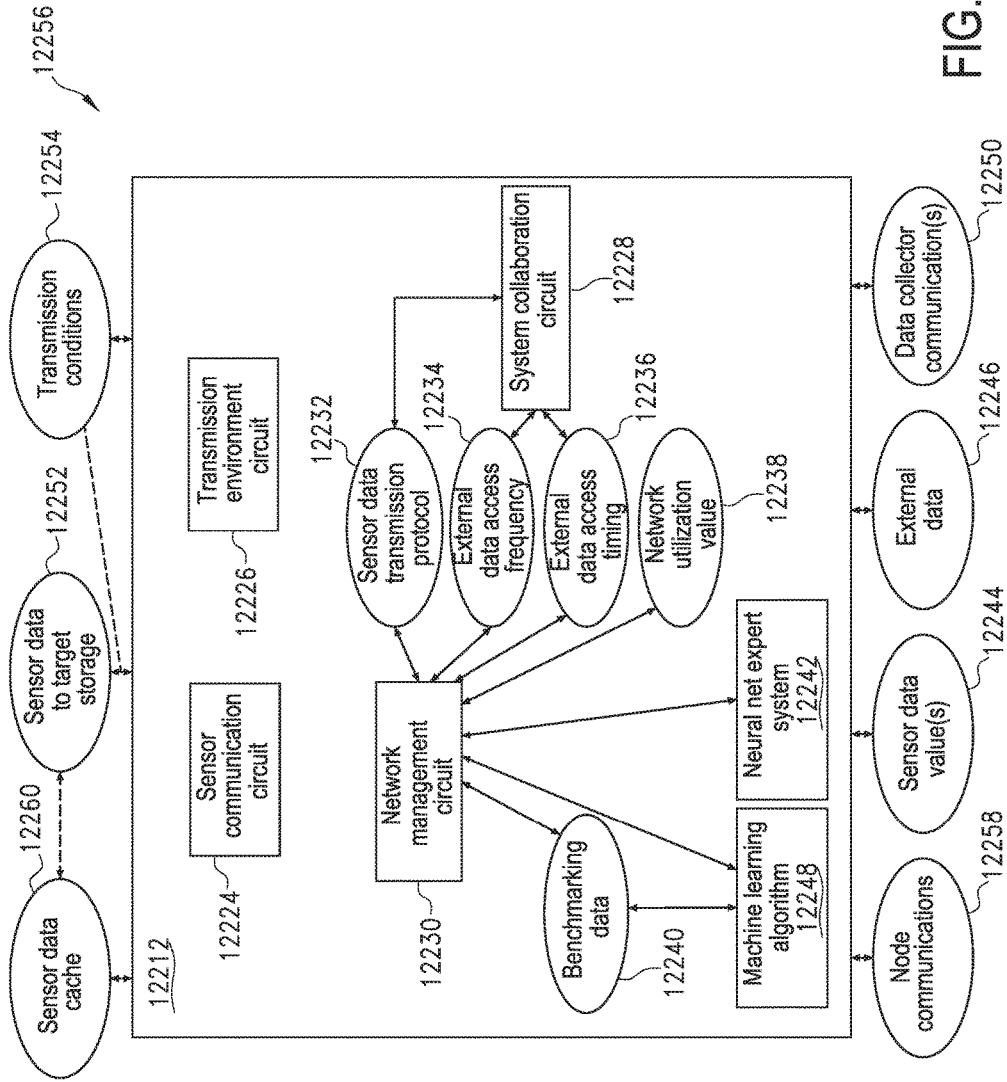 12256
Sensor data
cache
12260
Sensor data
to target
storage
12252
Transmission
conditions
12254
12212
Sensor
communication
circuit
12224
Transmission
environment
circuit
12226
Network
management
circuit
12230
Sensor data
transmission
protocol
12232
External
data access
frequency
12234
External
data access
timing
12236
Network
utilization
value
12238
System collaboration
circuit
12228
Benchmarking
data
12240
Machine learning
algorithm
12248
Neural net expert
system
12242
Node
communications
12258
Sensor data
value(s)
12244
External
data
12246
Data collector
communication(s)
12250
FIG.